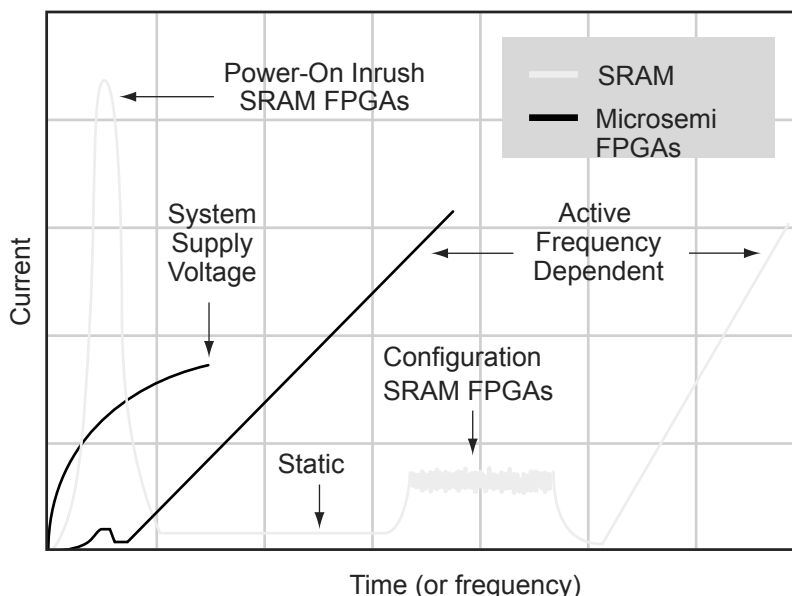 Power-On Inrush
SRAM FPGAs
SRAM
Microsemi
FPGAs
System
Supply
Voltage
Active
Frequency
Dependent
Current
Configuration
SRAM FPGAs
Static
Time (or frequency)